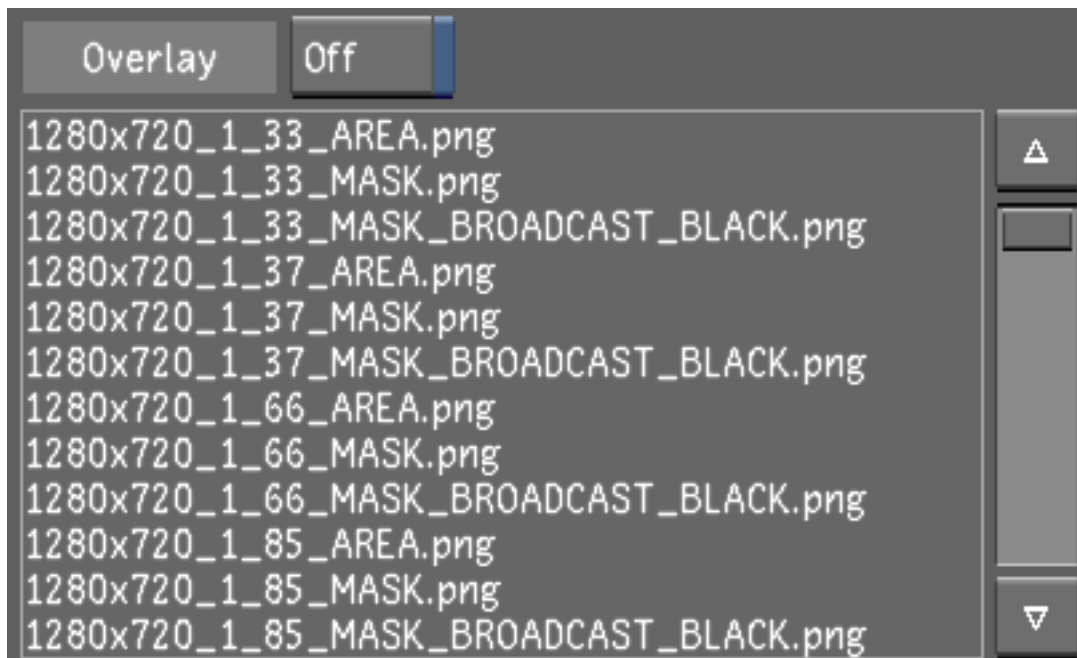 Overlay Off
1280x720_1_33_AREA.png
1280x720_1_33_MASK.png
1280x720_1_33_MASK_BROADCAST_BLACK.png
1280x720_1_37_AREA.png
1280x720_1_37_MASK.png
1280x720_1_37_MASK_BROADCAST_BLACK.png
1280x720_1_66_AREA.png
1280x720_1_66_MASK.png
1280x720_1_66_MASK_BROADCAST_BLACK.png
1280x720_1_85_AREA.png
1280x720_1_85_MASK.png
1280x720_1_85_MASK_BROADCAST_BLACK.png